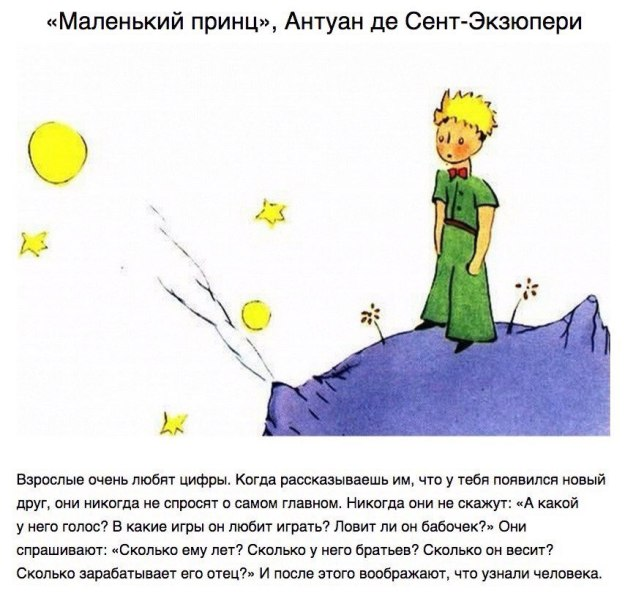 «Маленький принц», Антуан де Сент-Экзюпери
Взрослые очень любят цифры. Когда рассказываешь им, что у тебя появился новый
друг, они никогда не спросят о самом главном. Никогда они не скажут: «А какой
у него голос? В какие игры он любит играть? Ловит ли он бабочек?» Они
спрашивают: «Сколько ему лет? Сколько у него братьев? Сколько он весит?
Сколько зарабатывает его отец?» И после этого воображают, что узнали человека.